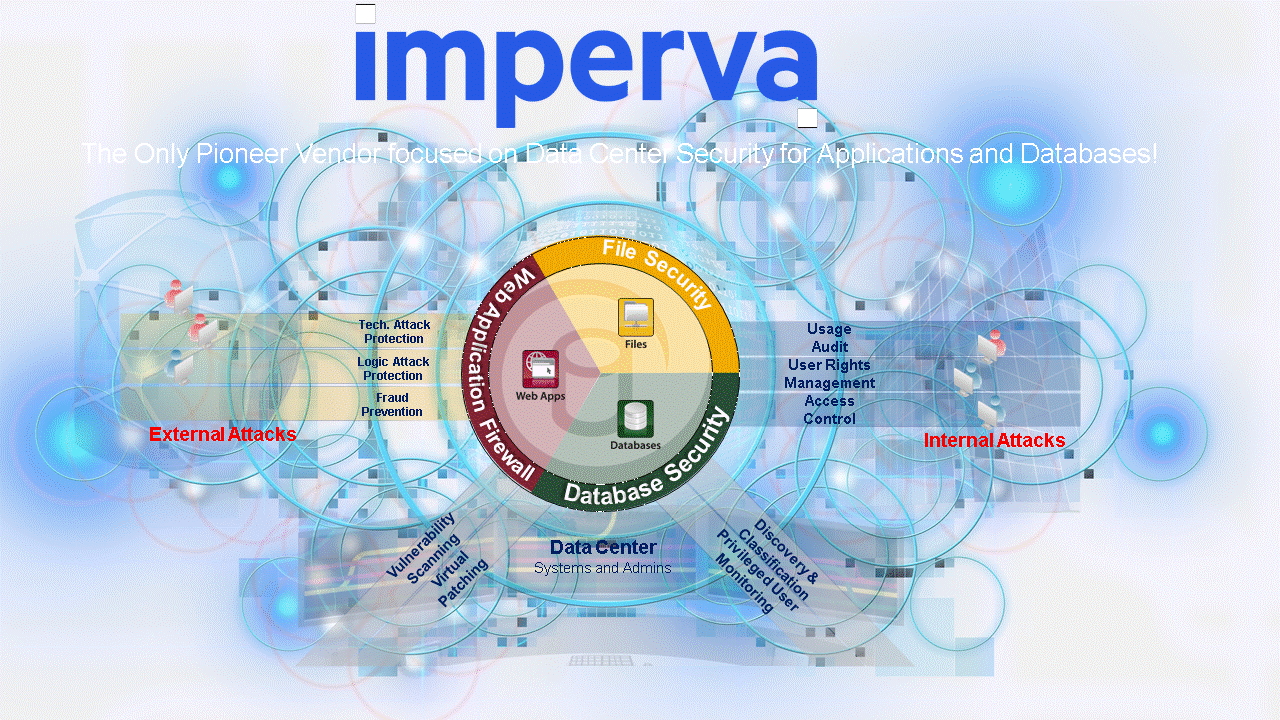 imperva
The Only Pioneer Vendor focused on Data Center Security for Applications and Databases!
File Security
Web Application Firewall
Database Security
Files
Web Apps
Databases
Tech. Attack
Protection
Logic Attack
Protection
Fraud
Prevention
External Attacks
Usage
Audit
User Rights
Management
Access
Control
Internal Attacks
Vulnerability
Scanning
Virtual
Patching
Data Center
Systems and Admins
Discovery &
Classification
Privileged User
Monitoring